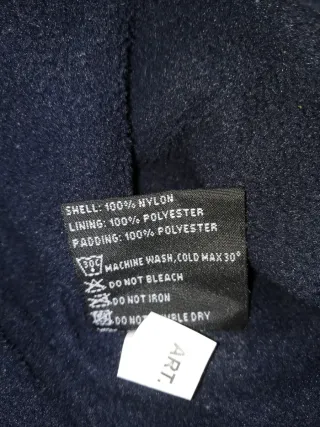 SHELL: 100% NYLON
LINING: 100% POLYESTER
PADDING: 100% POLYESTER
30° MACHINE WASH, COLD MAX 30°
DO NOT BLEACH
DO NOT IRON
DO NOT DRY
ART.